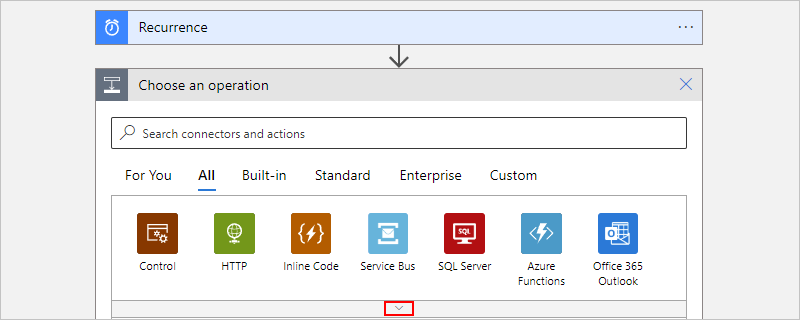 Recurrence
Choose an operation
Search connectors and actions
For You All Built-in Standard Enterprise Custom
SQL
Control HTTP Inline Code Service Bus SQL Server Azure Functions Office 365 Outlook